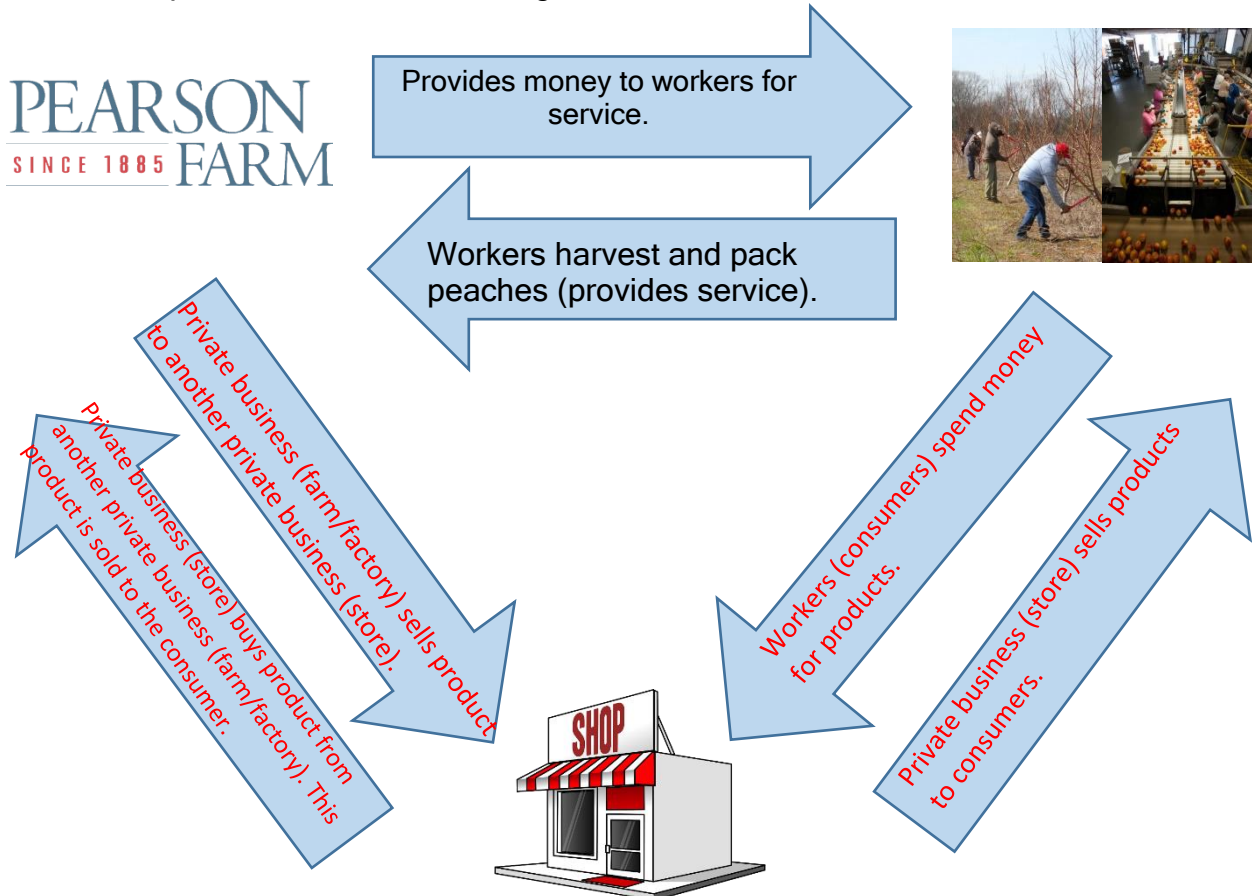 PEARSON
SINCE 1885 FARM
Provides money to workers for
service.
Workers harvest and pack
peaches (provides service).
Private business (farm/factory) sells product
to another private business (store).
Private business (store) buys product from
another private business (farm/factory). This
product is sold to the consumer.
Workers (consumers) spend money
for products.
Private business (store) sells products
to consumers.
SHOP